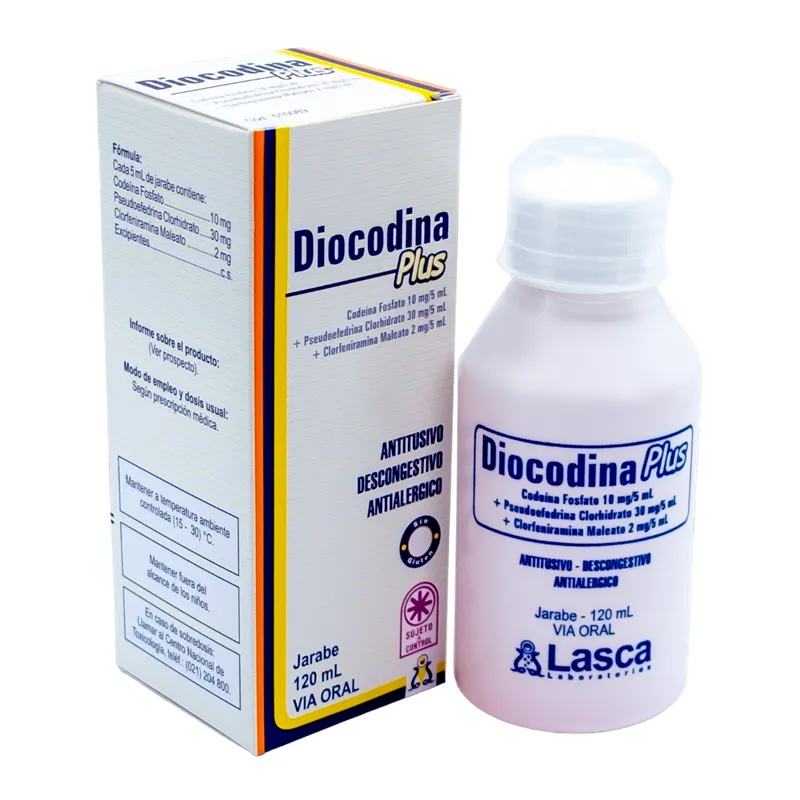 Diocodina
Plus
Fórmula:
Cada 5 mL de jarabe contiene:
Codeína Fosfato ............ 10 mg
Pseudoefedrina Clorhidrato .... 30 mg
Clorfeniramina Maleato ........ 2 mg
Excipientes ............ c.s.
Informe sobre el producto:
(Ver prospecto).
Modo de empleo y dosis usual:
Según prescripción médica.
Mantener a temperatura ambiente
controlada (15 - 30) °C.
Mantener fuera del
alcance de los niños.
En caso de sobredosis:
Llamar al Centro Nacional de
Toxicología, teléf.: (021) 204 800.
Diocodina
Plus
Codeína Fosfato 10 mg/5 mL
+ Pseudoefedrina Clorhidrato 30 mg/5 mL
+ Clorfeniramina Maleato 2 mg/5 mL
ANTITUSIVO
DESCONGESTIVO
ANTIALERGICO
Sin
Gluten
SUJETO
A
CONTROL
Jarabe
120 mL
VIA ORAL
Diocodina Plus
Codeína Fosfato 10 mg/5 mL
+ Pseudoefedrina Clorhidrato 30 mg/5 mL
+ Clorfeniramina Maleato 2 mg/5 mL
ANTITUSIVO - DESCONGESTIVO
ANTIALERGICO
Jarabe - 120 mL
VIA ORAL
Lasca
Laboratorios